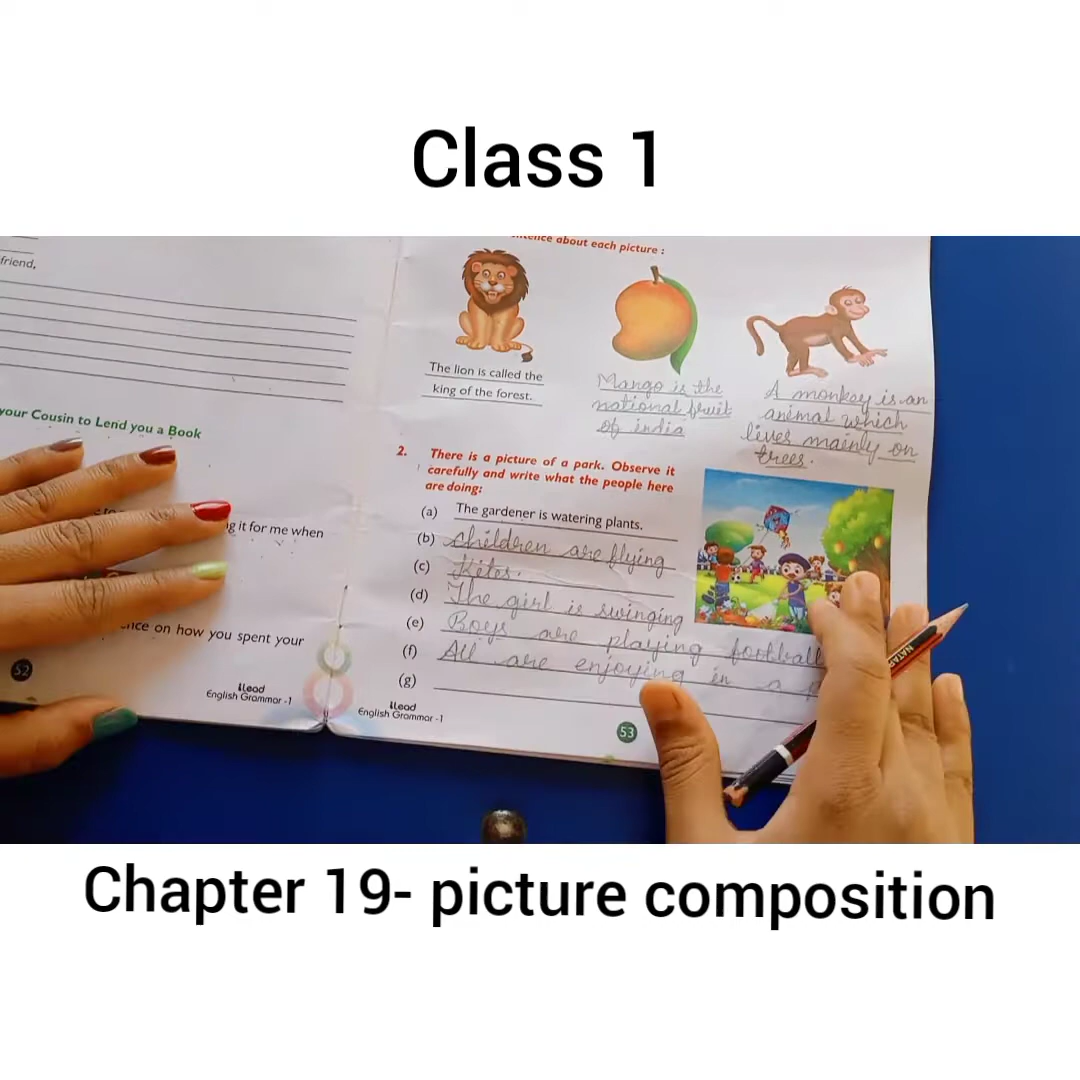 Class 1
friend,
your Cousin to Lend you a Book
g it for me when
nce on how you spent your
52
iLead
English Grammar -1
ntence about each picture :
The lion is called the
king of the forest.
Mango is the
national fruit
of india
A monkey is an
animal which
lives mainly on
trees.
2. There is a picture of a park. Observe it
carefully and write what the people here
are doing:
(a) The gardener is watering plants.
(b) children are flying
(c) Kites.
(d) The girl is swinging
(e) Boys are playing football
(f) All are enjoying in a p
(g)
iLead
English Grammar -1
53
NATAR
Chapter 19- picture composition